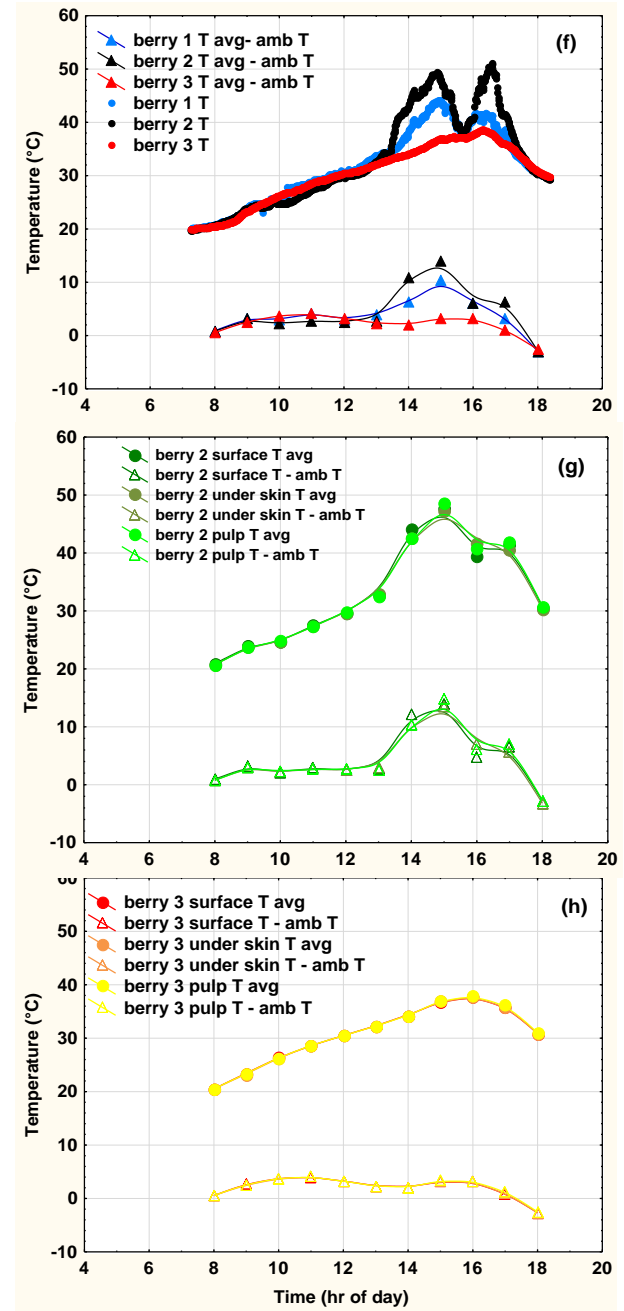 60
(f)
berry 1 T avg- amb T
berry 2 T avg - amb T
berry 3 T avg - amb T
berry 1 T
berry 2 T
berry 3 T
50
40
30
20
10
0
-10
Temperature (°C)
4 6 8 10 12 14 16 18 20
60
(g)
berry 2 surface T avg
berry 2 surface T - amb T
berry 2 under skin T avg
berry 2 under skin T - amb T
berry 2 pulp T avg
berry 2 pulp T - amb T
50
40
30
20
10
0
-10
Temperature (°C)
4 6 8 10 12 14 16 18 20
60
(h)
berry 3 surface T avg
berry 3 surface T - amb T
berry 3 under skin T avg
berry 3 under skin T - amb T
berry 3 pulp T avg
berry 3 pulp T - amb T
50
40
30
20
10
0
-10
Temperature (°C)
4 6 8 10 12 14 16 18 20
Time (hr of day)